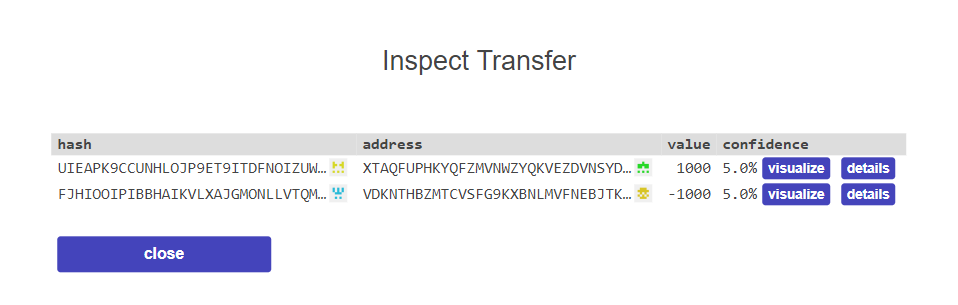 Inspect Transfer
hash address value confidence
UIEAPK9CCUNHLOJP9ET9ITDFNOIZUW… XTAQFUPHKYQFZMVNWZYQKVEZDVNSYD… 1000 5.0% visualize details
FJHIOOIPIBBHAIKVLXAJGMONLLVTQM… VDKNTHBZMTCVSFG9KXBNLMVFNEBJTK… -1000 5.0% visualize details
close